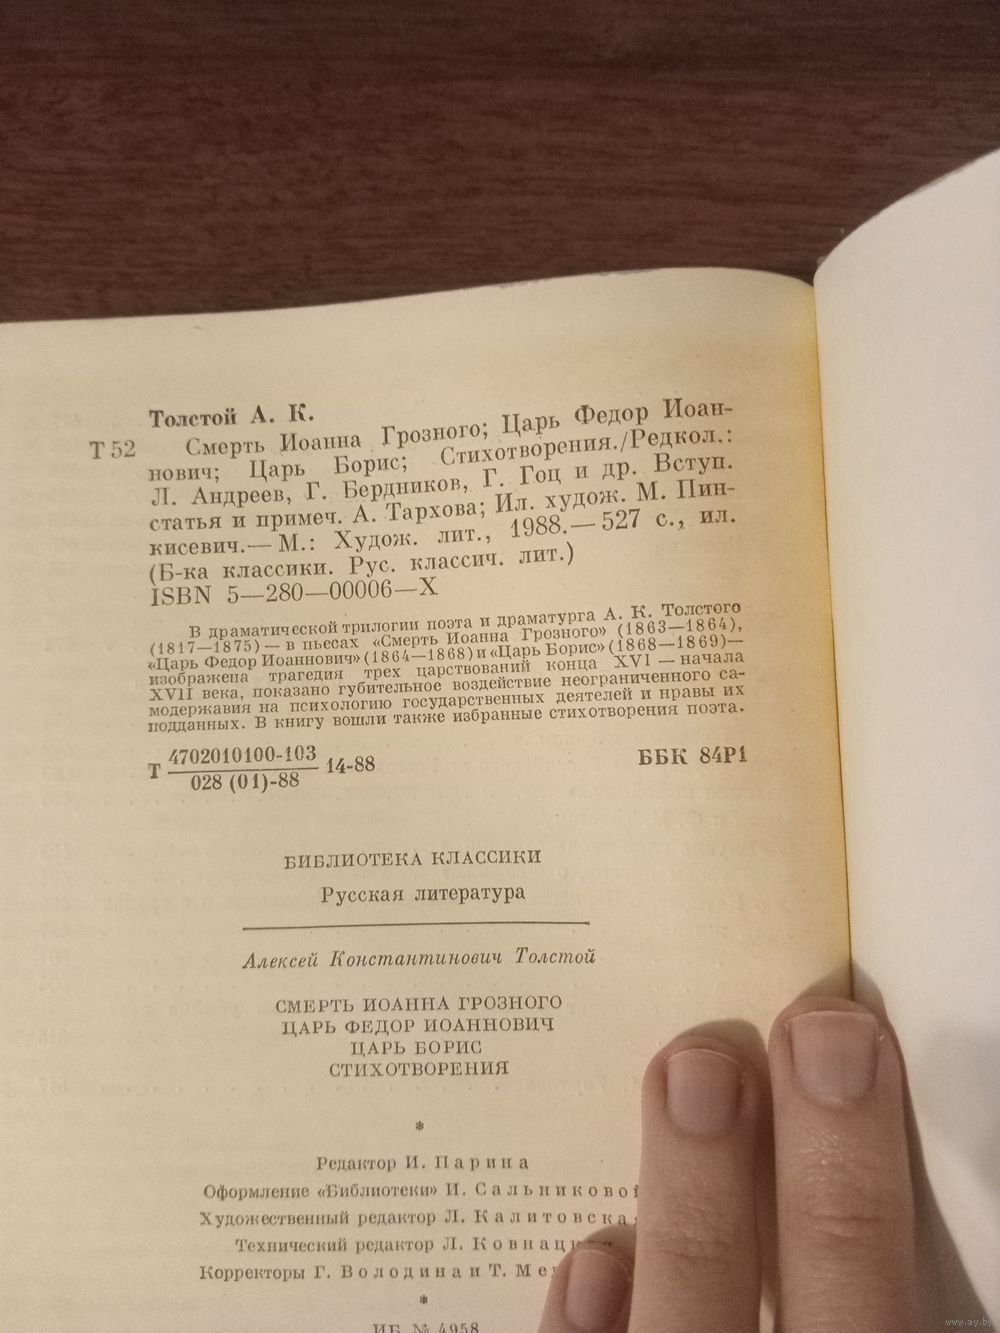 Толстой А. К.
Т 52 Смерть Иоанна Грозного; Царь Федор Иоан-
нович; Царь Борис; Стихотворения./Редкол.:
Л. Андреев, Г. Бердников, Г. Гоц и др. Вступ.
статья и примеч. А. Тархова; Ил. худож. М. Пин-
кисевич.— М.: Худож. лит., 1988.— 527 с., ил.
(Б-ка классики. Рус. классич. лит.)
ISBN 5—280—00006—X
В драматической трилогии поэта и драматурга А. К. Толстого
(1817—1875) — в пьесах «Смерть Иоанна Грозного» (1863—1864),
«Царь Федор Иоаннович» (1864—1868) и «Царь Борис» (1868—1869)—
изображена трагедия трех царствований конца XVI — начала
XVII века, показано губительное воздействие неограниченного са-
модержавия на психологию государственных деятелей и нравы их
подданных. В книгу вошли также избранные стихотворения поэта.
Т 4702010100-103 14-88 ББК 84Р1
028 (01)-88
БИБЛИОТЕКА КЛАССИКИ
Русская литература
Алексей Константинович Толстой
СМЕРТЬ ИОАННА ГРОЗНОГО
ЦАРЬ ФЕДОР ИОАННОВИЧ
ЦАРЬ БОРИС
СТИХОТВОРЕНИЯ
*
Редактор И. Парина
Оформление «Библиотеки» И. Сальниковой
Художественный редактор Л. Калитовска
Технический редактор Л. Ковнацка
Корректоры Г. Володина и Т. Ме
*
ИБ № 4958
www.ay.by